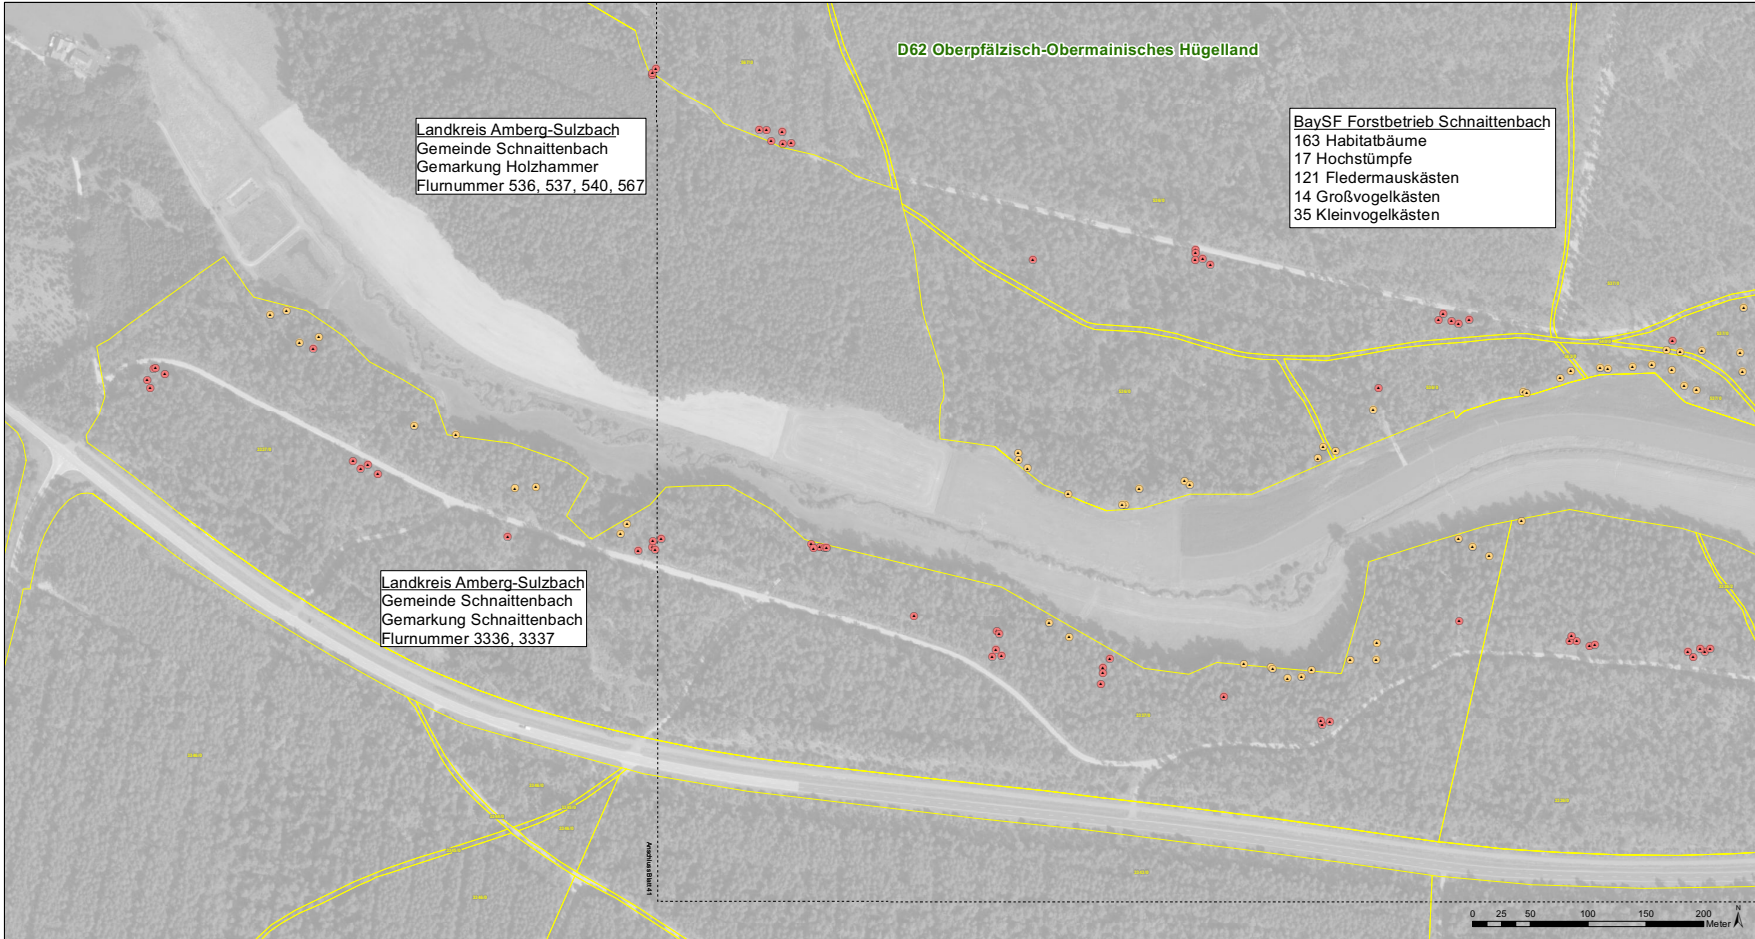 D62 Oberpfälzisch-Obermainisches Hügelland
Landkreis Amberg-Sulzbach
Gemeinde Schnaittenbach
Gemarkung Holzhammer
Flurnummer 536, 537, 540, 567
BaySF Forstbetrieb Schnaittenbach
163 Habitatbäume
17 Hochstümpfe
121 Fledermauskästen
14 Großvogelkästen
35 Kleinvogelkästen
Landkreis Amberg-Sulzbach
Gemeinde Schnaittenbach
Gemarkung Schnaittenbach
Flurnummer 3336, 3337
N
0 25 50 100 150 200
Meter